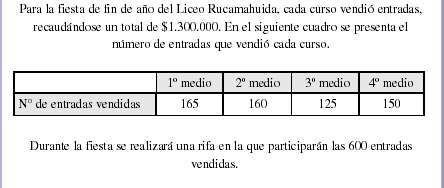 Para la fiesta de fin de año del Liceo Rucamahuida, cada curso vendió entradas,
recaudándose un total de $1.300.000. En el siguiente cuadro se presenta el
número de entradas que vendió cada curso.
1º medio 2º medio 3º medio 4º medio
Nº de entradas vendidas 165 160 125 150
Durante la fiesta se realizará una rifa en la que participarán las 600 entradas
vendidas.